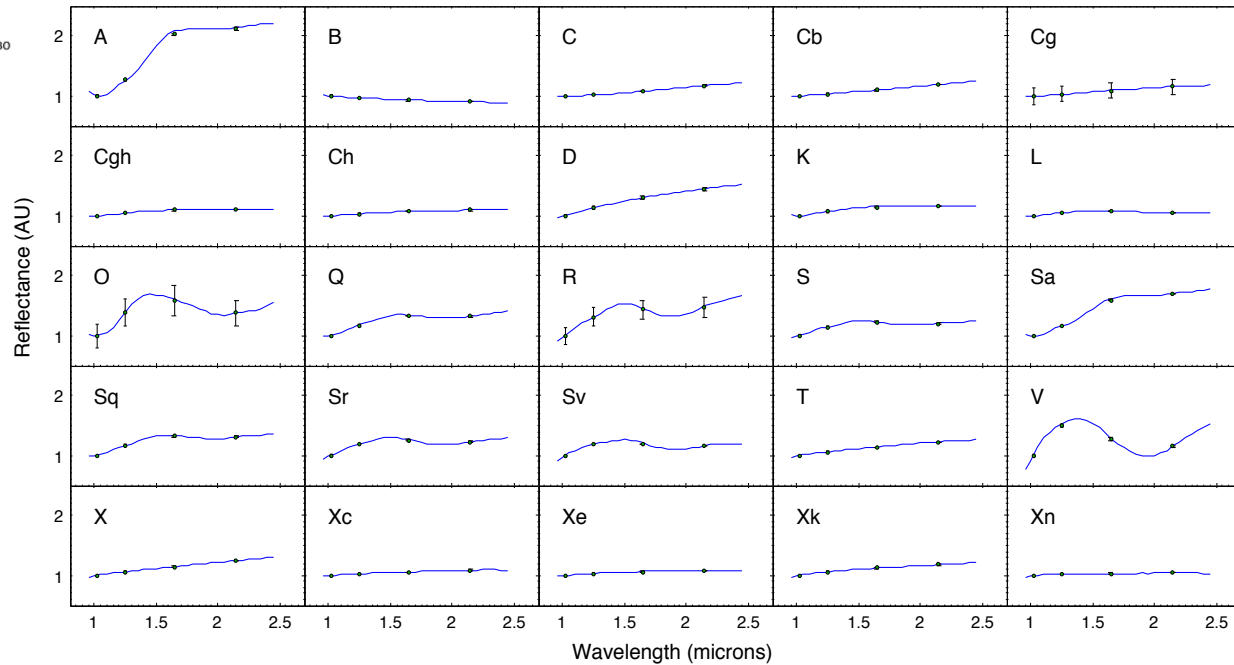 30
2 A B C Cb Cg
1
2 Cgh Ch D K L
1
2 O Q R S Sa
1
2 Sq Sr Sv T V
1
2 X Xc Xe Xk Xn
1
Reflectance (AU)
1 1.5 2 2.5 1 1.5 2 2.5 1 1.5 2 2.5 1 1.5 2 2.5 1 1.5 2 2.5
Wavelength (microns)